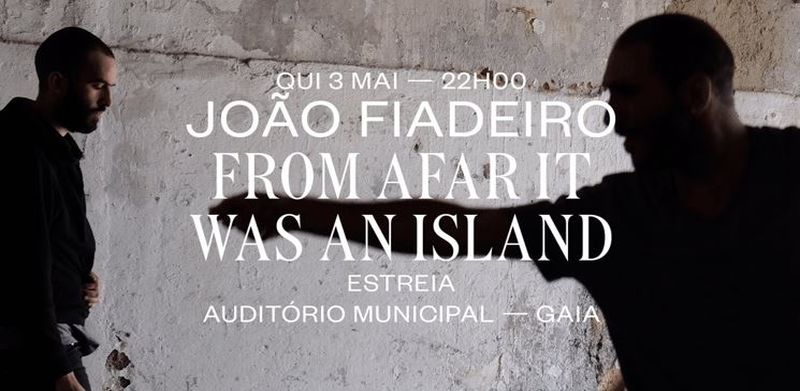 QUI 3 MAI — 22H00
JOÃO FIADEIRO
FROM AFAR IT
WAS AN ISLAND
ESTREIA
AUDITÓRIO MUNICIPAL — GAIA